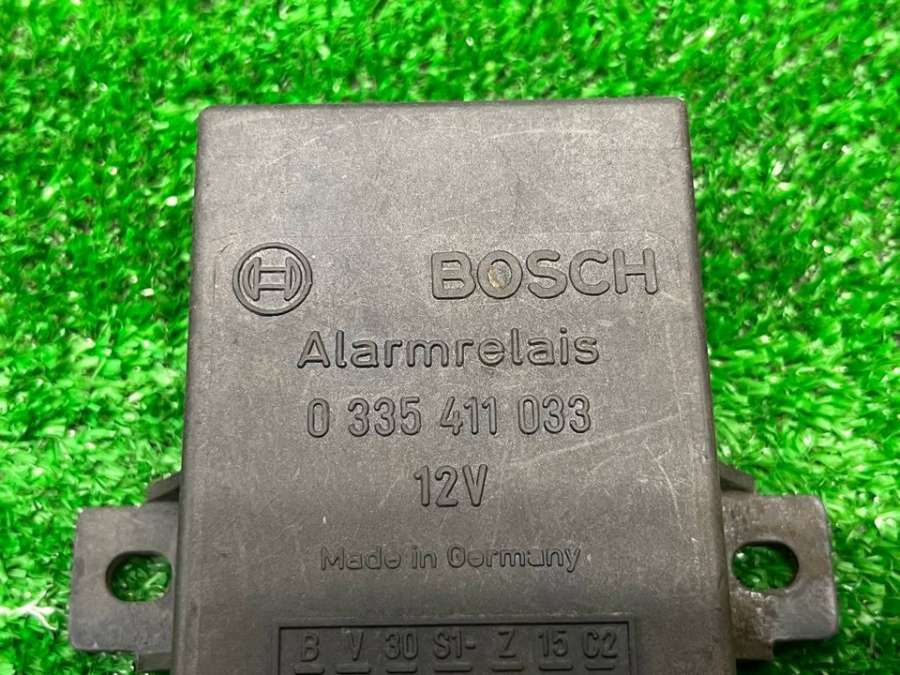 BOSCH
Alarmrelais
0 335 411 033
12V
Made in Germany
B V 30 S1- Z 15 C2